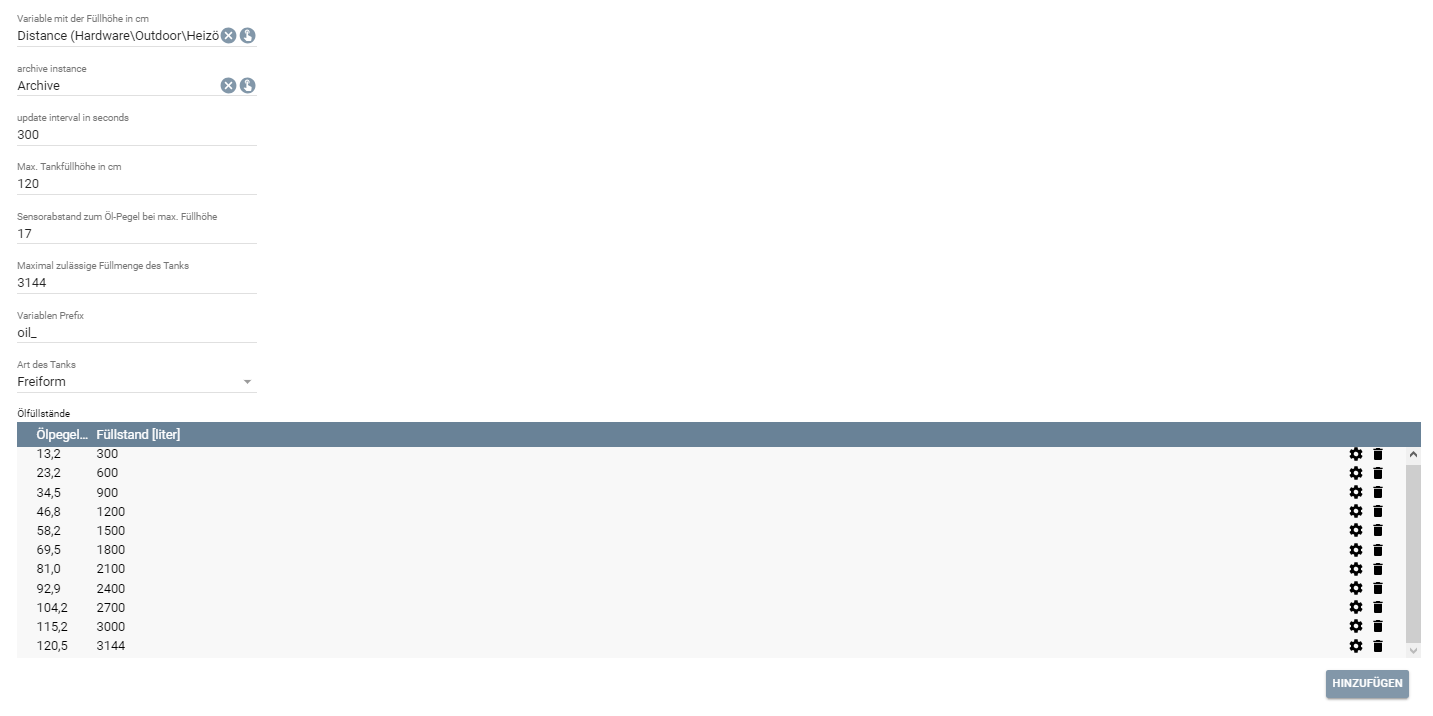 Variable mit der Füllhöhe in cm
Distance (Hardware\Outdoor\Heizö
archive instance
Archive
update interval in seconds
300
Max. Tankfüllhöhe in cm
120
Sensorabstand zum Öl-Pegel bei max. Füllhöhe
17
Maximal zulässige Füllmenge des Tanks
3144
Variablen Prefix
oil_
Art des Tanks
Freiform
Ölfüllstände
Ölpegel... Füllstand [liter]
13,2 300
23,2 600
34,5 900
46,8 1200
58,2 1500
69,5 1800
81,0 2100
92,9 2400
104,2 2700
115,2 3000
120,5 3144
HINZUFÜGEN